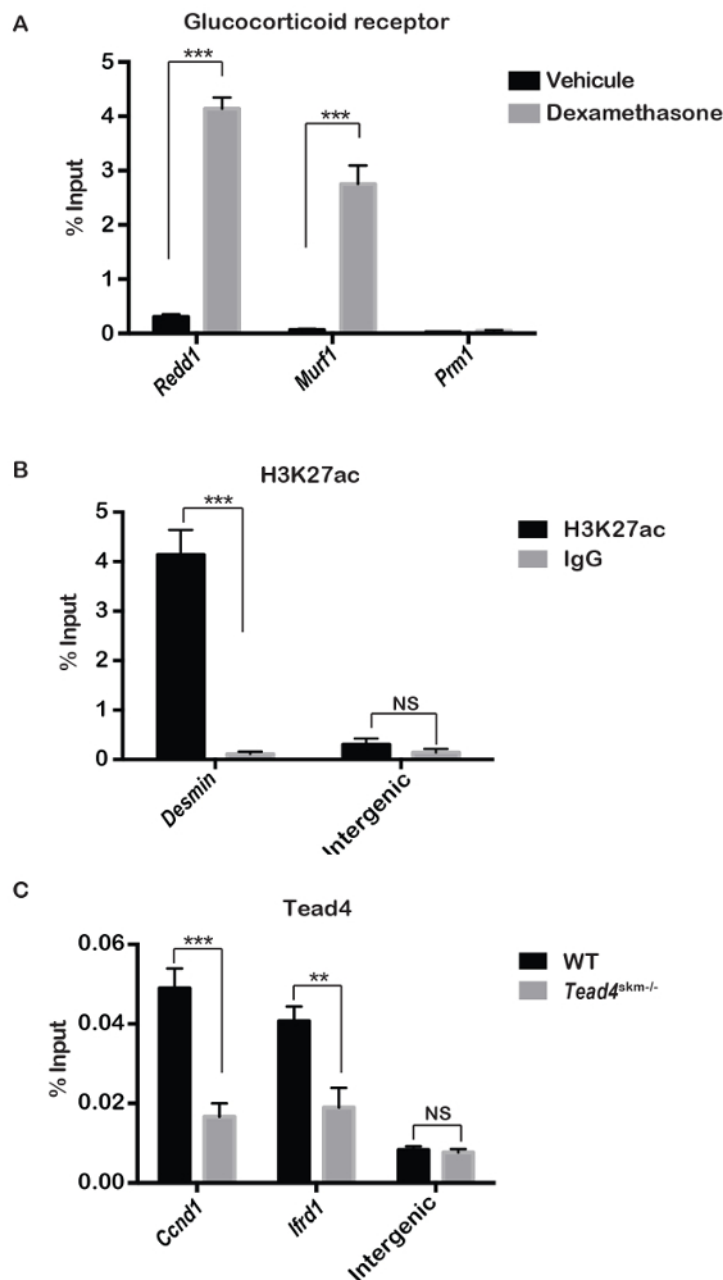 A
Glucocorticoid receptor
5
4
3
2
1
0
% Input
***
***
Vehicule
Dexamethasone
Redd1
Murf1
Prm1
B
H3K27ac
5
4
3
2
1
0
% Input
***
NS
H3K27ac
IgG
Desmin
Intergenic
C
Tead4
0.06
0.04
0.02
0.00
% Input
***
**
NS
WT
Tead4skm-/-
Ccnd1
Ifrd1
Intergenic